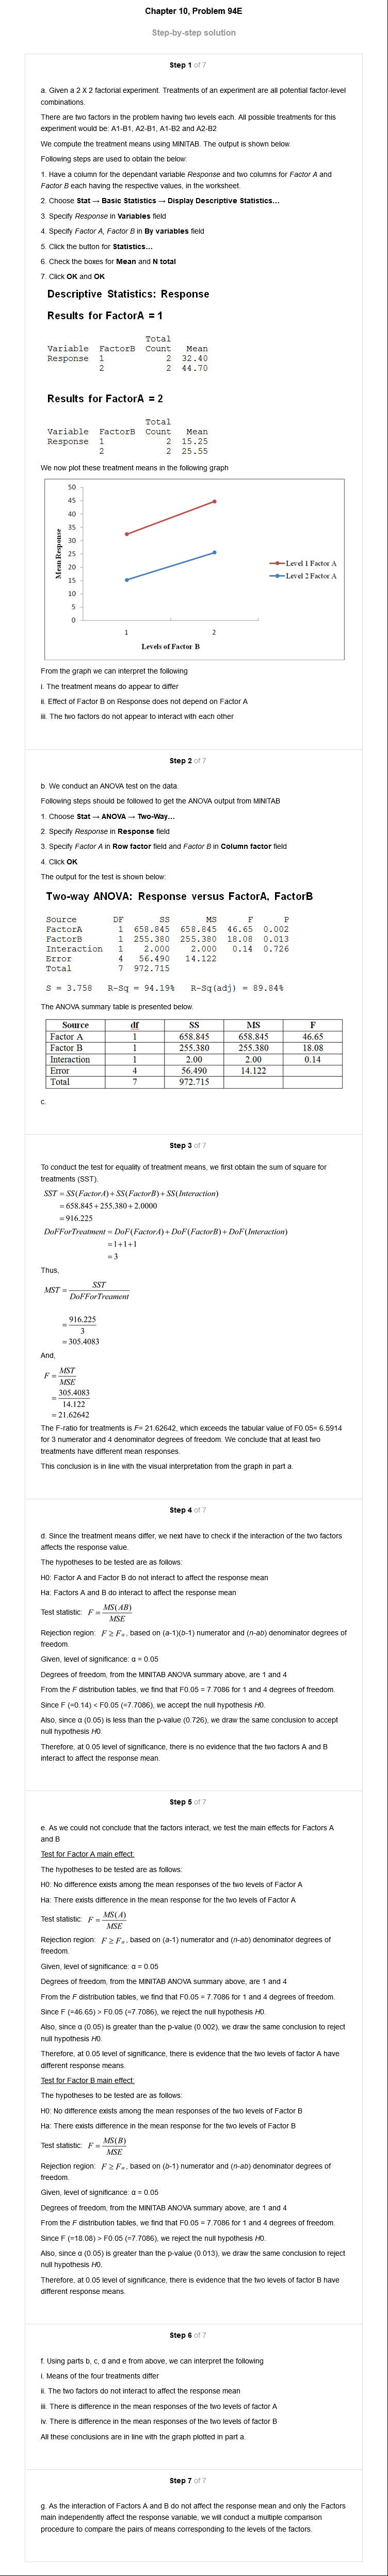 Chapter 10, Problem 94E
Step-by-step solution
Step 1 of 7
a. Given a 2 X 2 factorial experiment. Treatments of an experiment are all potential factor-level
combinations.
There are two factors in the problem having two levels each. All possible treatments for this
experiment would be: A1-B1, A2-B1, A1-B2 and A2-B2
We compute the treatment means using MINITAB. The output is shown below.
Following steps are used to obtain the below:
1. Have a column for the dependant variable Response and two columns for Factor A and
Factor B each having the respective values, in the worksheet.
2. Choose Stat → Basic Statistics → Display Descriptive Statistics…
3. Specify Response in Variables field
4. Specify Factor A, Factor B in By variables field
5. Click the button for Statistics…
6. Check the boxes for Mean and N total
7. Click OK and OK
Descriptive Statistics: Response
Results for FactorA = 1
Total
Variable FactorB Count Mean
Response 1 2 32.40
2 2 44.70
Results for FactorA = 2
Total
Variable FactorB Count Mean
Response 1 2 15.25
2 2 25.55
We now plot these treatment means in the following graph
50
45
40
35
30
25
20
15
10
5
0
Mean Response
Level 1 Factor A
Level 2 Factor A
1 2
Levels of Factor B
From the graph we can interpret the following
i. The treatment means do appear to differ
ii. Effect of Factor B on Response does not depend on Factor A
iii. The two factors do not appear to interact with each other
Step 2 of 7
b. We conduct an ANOVA test on the data.
Following steps should be followed to get the ANOVA output from MINITAB
1. Choose Stat → ANOVA → Two-Way…
2. Specify Response in Response field
3. Specify Factor A in Row factor field and Factor B in Column factor field
4. Click OK
The output for the test is shown below:
Two-way ANOVA: Response versus FactorA, FactorB
Source DF SS MS F P
FactorA 1 658.845 658.845 46.65 0.002
FactorB 1 255.380 255.380 18.08 0.013
Interaction 1 2.000 2.000 0.14 0.726
Error 4 56.490 14.122
Total 7 972.715
S = 3.758 R-Sq = 94.19% R-Sq(adj) = 89.84%
The ANOVA summary table is presented below.
Source df SS MS F
Factor A 1 658.845 658.845 46.65
Factor B 1 255.380 255.380 18.08
Interaction 1 2.00 2.00 0.14
Error 4 56.490 14.122
Total 7 972.715
c.
Step 3 of 7
To conduct the test for equality of treatment means, we first obtain the sum of square for
treatments (SST).
SST = SS(FactorA) + SS(FactorB) + SS(Interaction)
= 658.845 + 255.380 + 2.0000
= 916.225
DoFForTreatment = DoF(FactorA) + DoF(FactorB) + DoF(Interaction)
= 1+1+1
= 3
Thus,
MST = SST / DoFForTreament
= 916.225 / 3
= 305.4083
And,
F = MST / MSE
= 305.4083 / 14.122
= 21.62642
The F-ratio for treatments is F= 21.62642, which exceeds the tabular value of F0.05= 6.5914
for 3 numerator and 4 denominator degrees of freedom. We conclude that at least two
treatments have different mean responses.
This conclusion is in line with the visual interpretation from the graph in part a.
Step 4 of 7
d. Since the treatment means differ, we next have to check if the interaction of the two factors
affects the response value.
The hypotheses to be tested are as follows:
H0: Factor A and Factor B do not interact to affect the response mean
Ha: Factors A and B do interact to affect the response mean
Test statistic: F = MS(AB) / MSE
Rejection region: F ≥ Fα, based on (a-1)(b-1) numerator and (n-ab) denominator degrees of
freedom.
Given, level of significance: α = 0.05
Degrees of freedom, from the MINITAB ANOVA summary above, are 1 and 4
From the F distribution tables, we find that F0.05 = 7.7086 for 1 and 4 degrees of freedom.
Since F (=0.14) < F0.05 (=7.7086), we accept the null hypothesis H0.
Also, since α (0.05) is less than the p-value (0.726), we draw the same conclusion to accept
null hypothesis H0.
Therefore, at 0.05 level of significance, there is no evidence that the two factors A and B
interact to affect the response mean.
Step 5 of 7
e. As we could not conclude that the factors interact, we test the main effects for Factors A
and B
Test for Factor A main effect:
The hypotheses to be tested are as follows:
H0: No difference exists among the mean responses of the two levels of Factor A
Ha: There exists difference in the mean response for the two levels of Factor A
Test statistic: F = MS(A) / MSE
Rejection region: F ≥ Fα, based on (a-1) numerator and (n-ab) denominator degrees of
freedom.
Given, level of significance: α = 0.05
Degrees of freedom, from the MINITAB ANOVA summary above, are 1 and 4
From the F distribution tables, we find that F0.05 = 7.7086 for 1 and 4 degrees of freedom.
Since F (=46.65) > F0.05 (=7.7086), we reject the null hypothesis H0.
Also, since α (0.05) is greater than the p-value (0.002), we draw the same conclusion to reject
null hypothesis H0.
Therefore, at 0.05 level of significance, there is evidence that the two levels of factor A have
different response means.
Test for Factor B main effect:
The hypotheses to be tested are as follows:
H0: No difference exists among the mean responses of the two levels of Factor B
Ha: There exists difference in the mean response for the two levels of Factor B
Test statistic: F = MS(B) / MSE
Rejection region: F ≥ Fα, based on (b-1) numerator and (n-ab) denominator degrees of
freedom.
Given, level of significance: α = 0.05
Degrees of freedom, from the MINITAB ANOVA summary above, are 1 and 4
From the F distribution tables, we find that F0.05 = 7.7086 for 1 and 4 degrees of freedom.
Since F (=18.08) > F0.05 (=7.7086), we reject the null hypothesis H0.
Also, since α (0.05) is greater than the p-value (0.013), we draw the same conclusion to reject
null hypothesis H0.
Therefore, at 0.05 level of significance, there is evidence that the two levels of factor B have
different response means.
Step 6 of 7
f. Using parts b, c, d and e from above, we can interpret the following
i. Means of the four treatments differ
ii. The two factors do not interact to affect the response mean
iii. There is difference in the mean responses of the two levels of factor A
iv. There is difference in the mean responses of the two levels of factor B
All these conclusions are in line with the graph plotted in part a.
Step 7 of 7
g. As the interaction of Factors A and B do not affect the response mean and only the Factors
main independently affect the response variable, we will conduct a multiple comparison
procedure to compare the pairs of means corresponding to the levels of the factors.